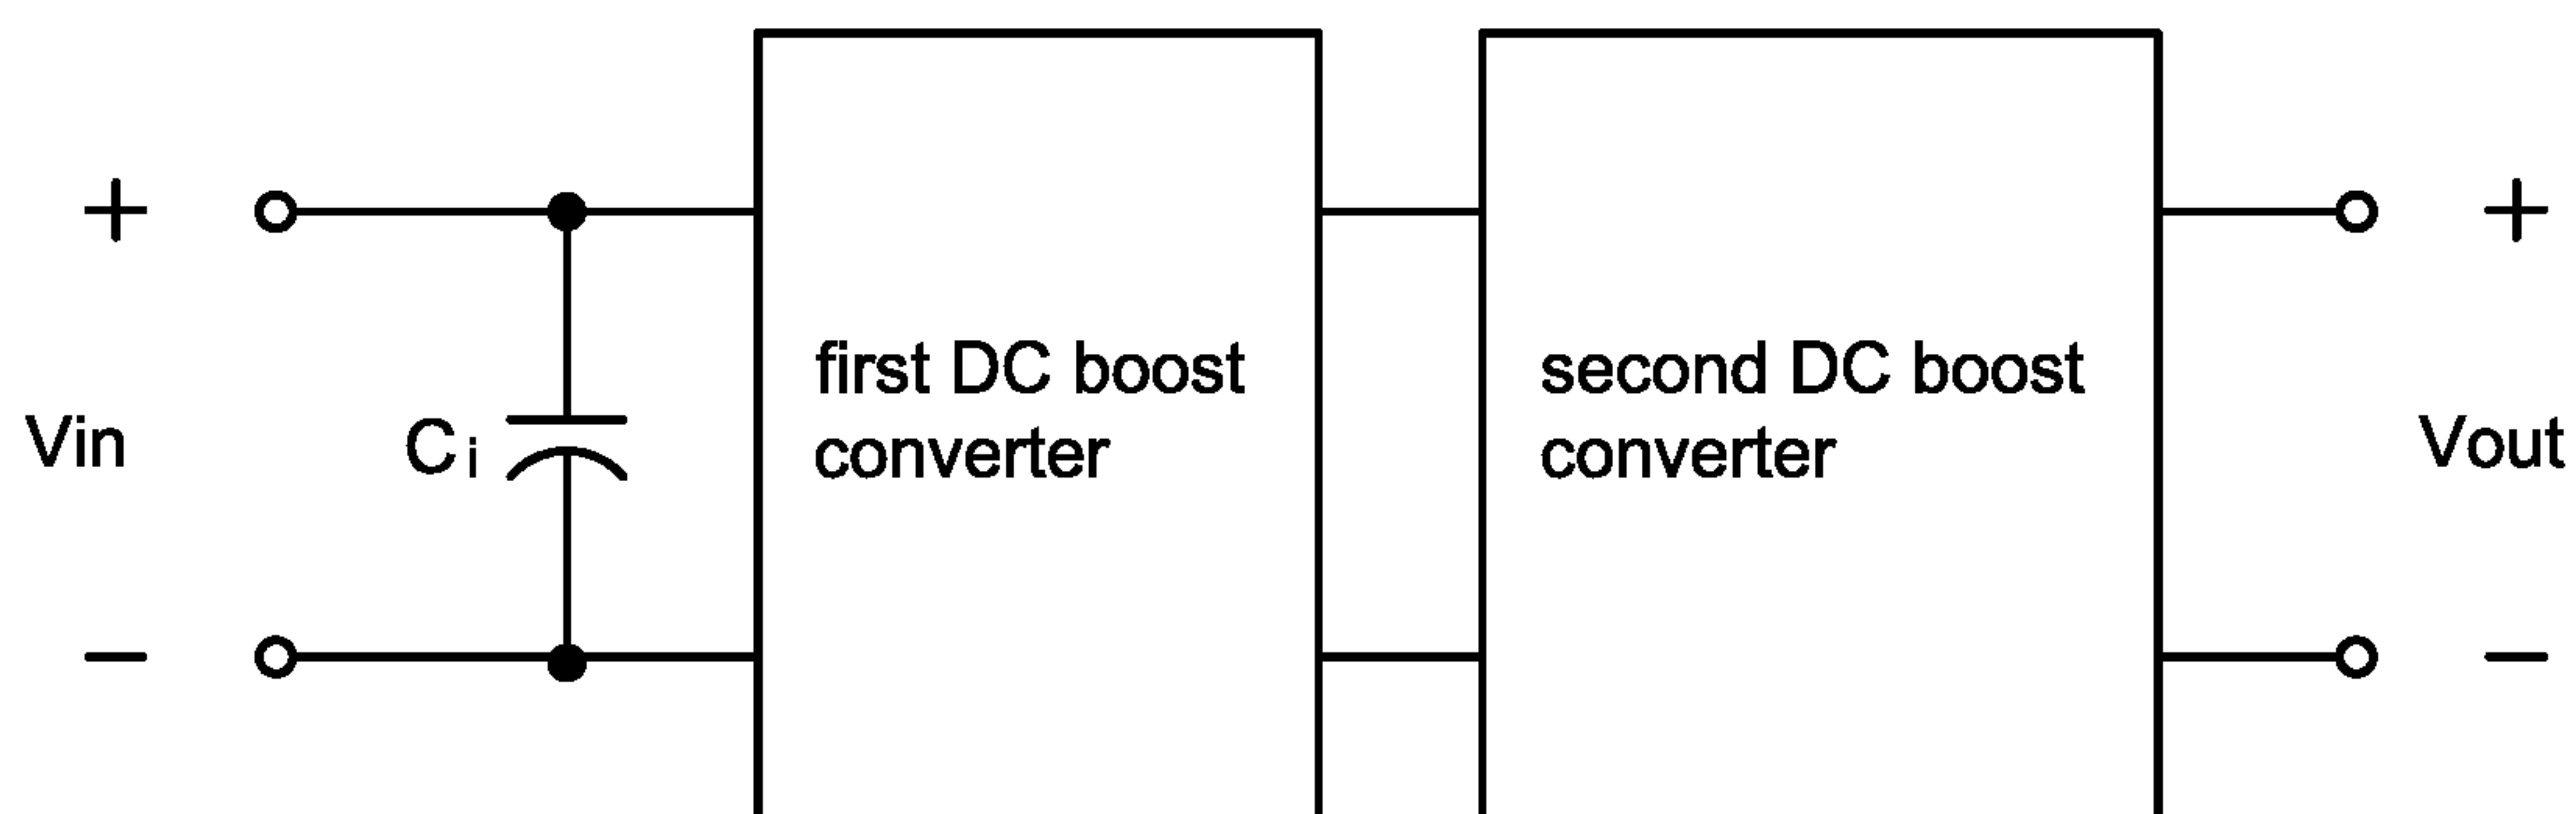 + +
first DC boost second DC boost
Vin Ci converter converter Vout
− −